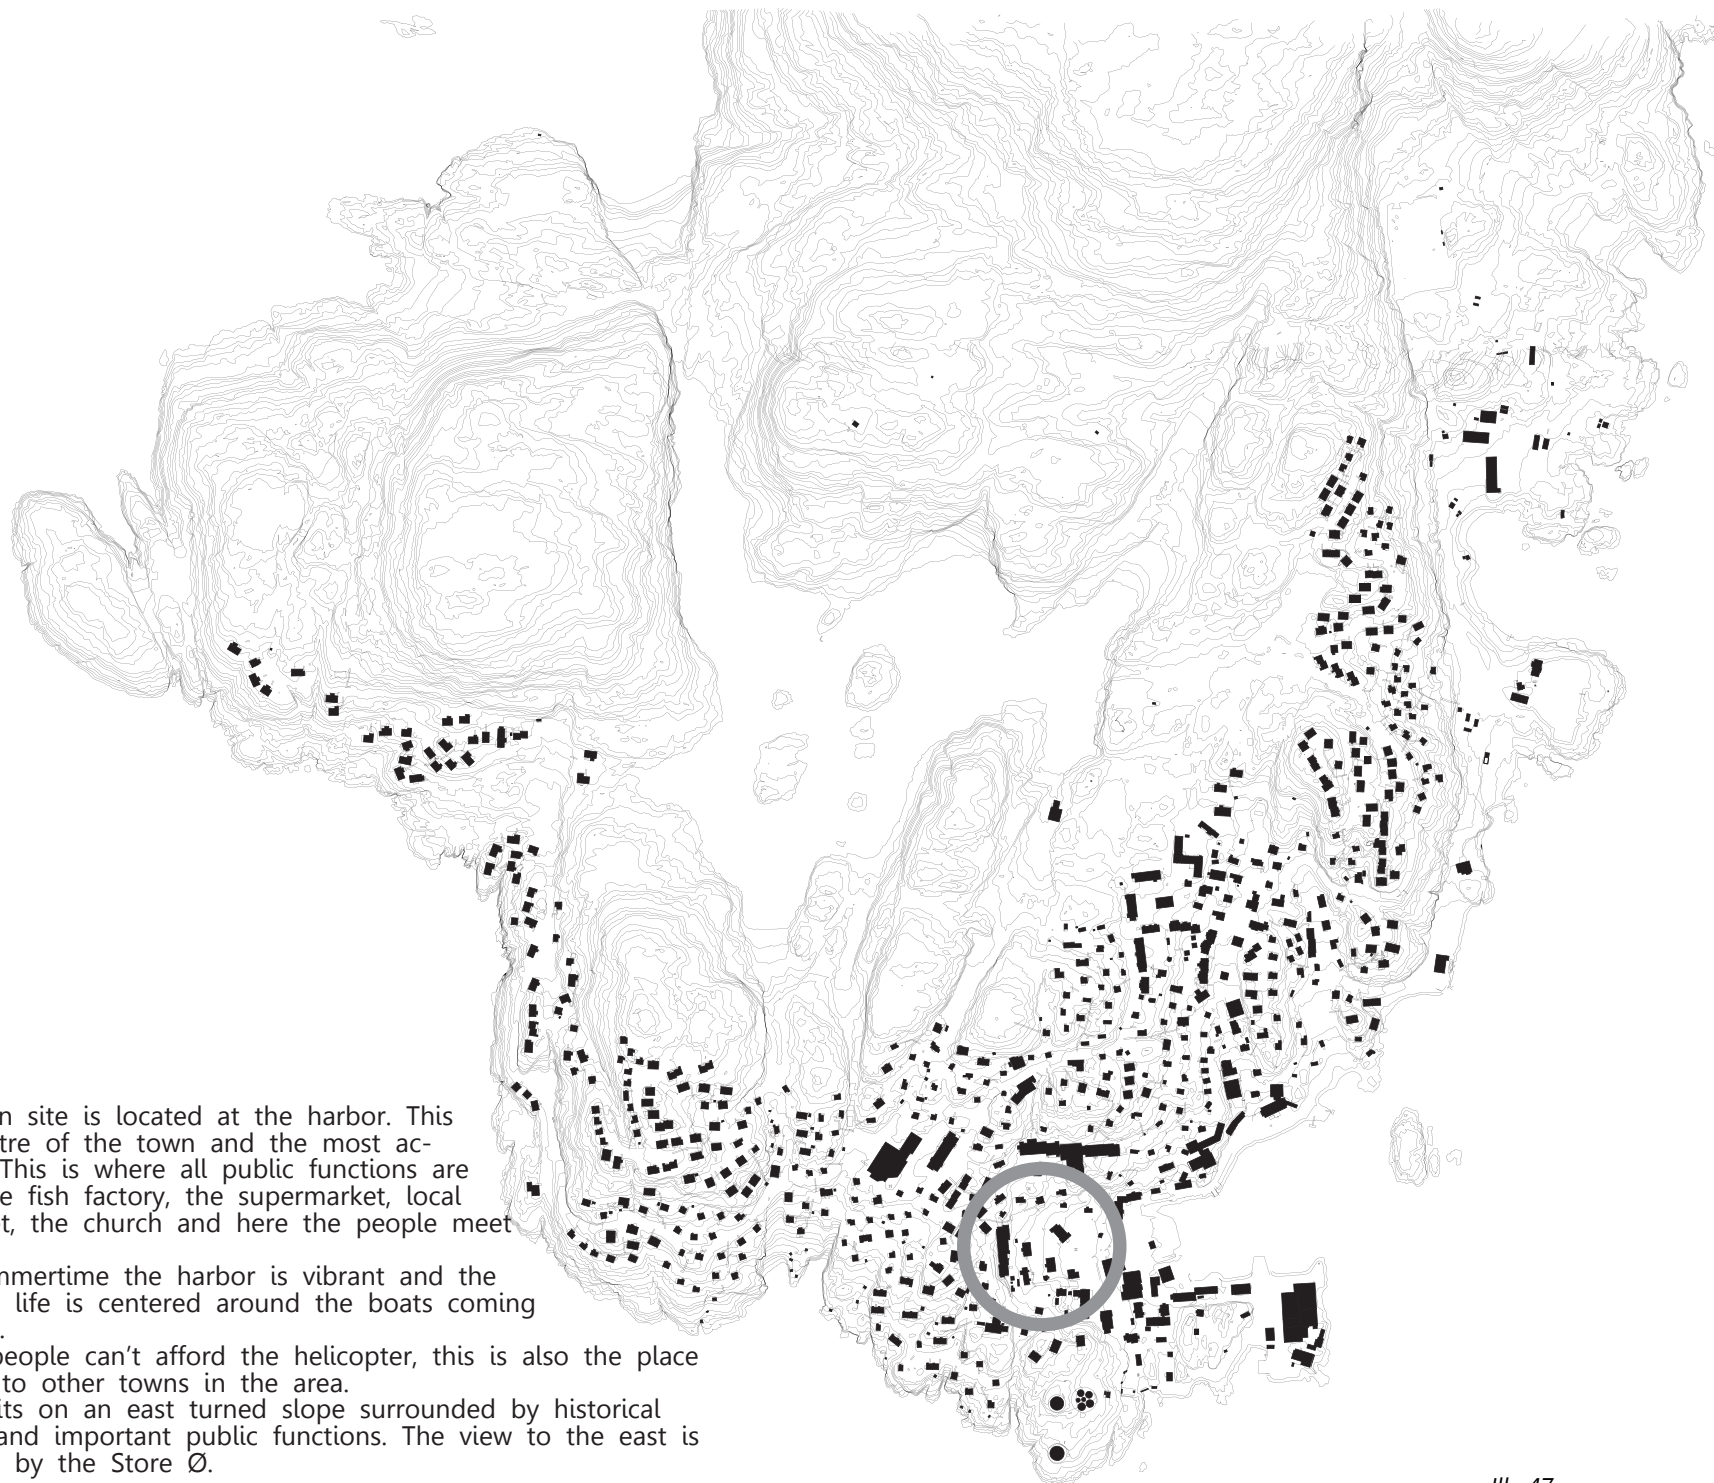 n site is located at the harbor. This
tre of the town and the most ac-
This is where all public functions are
e fish factory, the supermarket, local
t, the church and here the people meet
mmertime the harbor is vibrant and the
life is centered around the boats coming
.
people can't afford the helicopter, this is also the place
to other towns in the area.
its on an east turned slope surrounded by historical
and important public functions. The view to the east is
by the Store Ø.